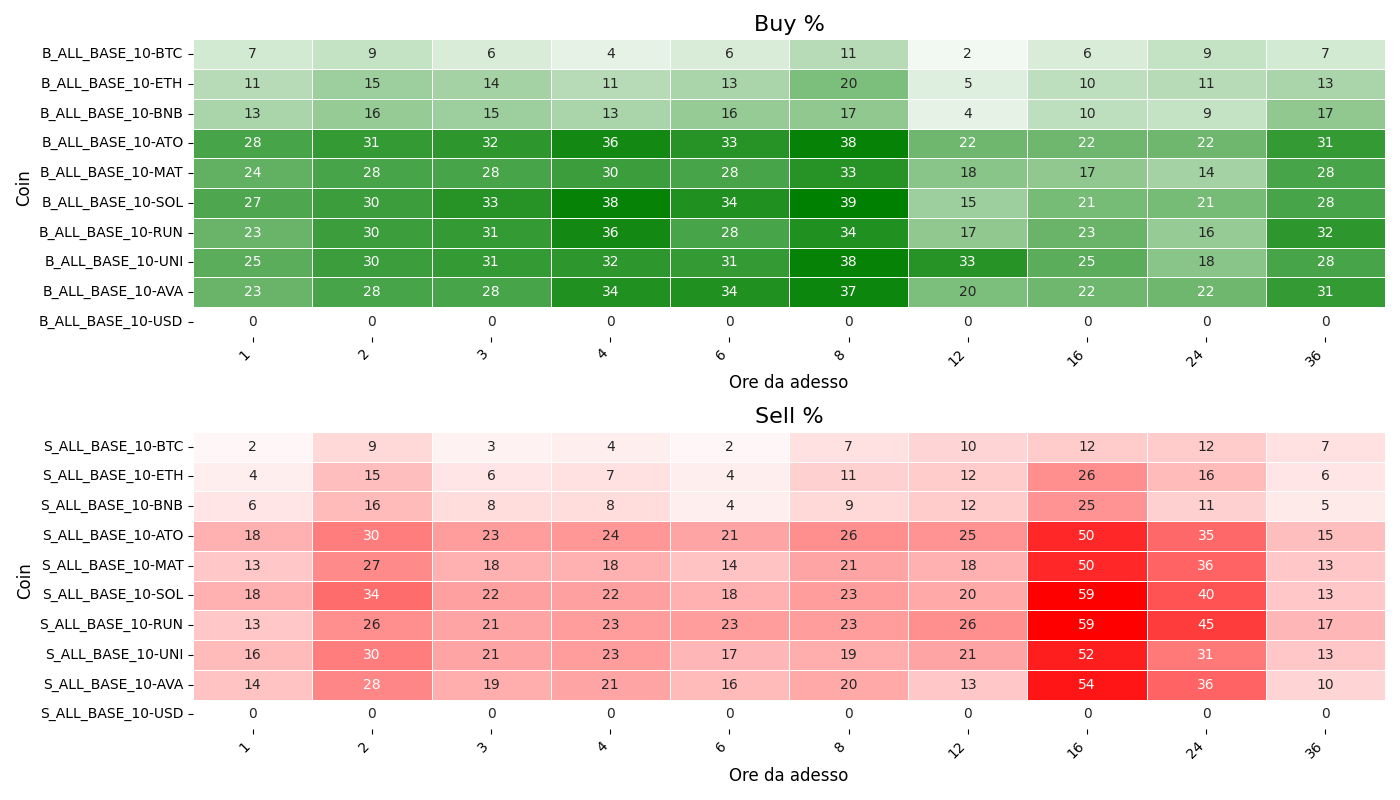 Buy %
Coin
B_ALL_BASE_10-BTC 7 9 6 4 6 11 2 6 9 7
B_ALL_BASE_10-ETH 11 15 14 11 13 20 5 10 11 13
B_ALL_BASE_10-BNB 13 16 15 13 16 17 4 10 9 17
B_ALL_BASE_10-ATO 28 31 32 36 33 38 22 22 22 31
B_ALL_BASE_10-MAT 24 28 28 30 28 33 18 17 14 28
B_ALL_BASE_10-SOL 27 30 33 38 34 39 15 21 21 28
B_ALL_BASE_10-RUN 23 30 31 36 28 34 17 23 16 32
B_ALL_BASE_10-UNI 25 30 31 32 31 38 33 25 18 28
B_ALL_BASE_10-AVA 23 28 28 34 34 37 20 22 22 31
B_ALL_BASE_10-USD 0 0 0 0 0 0 0 0 0 0
1 2 3 4 6 8 12 16 24 36
Ore da adesso
Sell %
Coin
S_ALL_BASE_10-BTC 2 9 3 4 2 7 10 12 12 7
S_ALL_BASE_10-ETH 4 15 6 7 4 11 12 26 16 6
S_ALL_BASE_10-BNB 6 16 8 8 4 9 12 25 11 5
S_ALL_BASE_10-ATO 18 30 23 24 21 26 25 50 35 15
S_ALL_BASE_10-MAT 13 27 18 18 14 21 18 50 36 13
S_ALL_BASE_10-SOL 18 34 22 22 18 23 20 59 40 13
S_ALL_BASE_10-RUN 13 26 21 23 23 23 26 59 45 17
S_ALL_BASE_10-UNI 16 30 21 23 17 19 21 52 31 13
S_ALL_BASE_10-AVA 14 28 19 21 16 20 13 54 36 10
S_ALL_BASE_10-USD 0 0 0 0 0 0 0 0 0 0
1 2 3 4 6 8 12 16 24 36
Ore da adesso